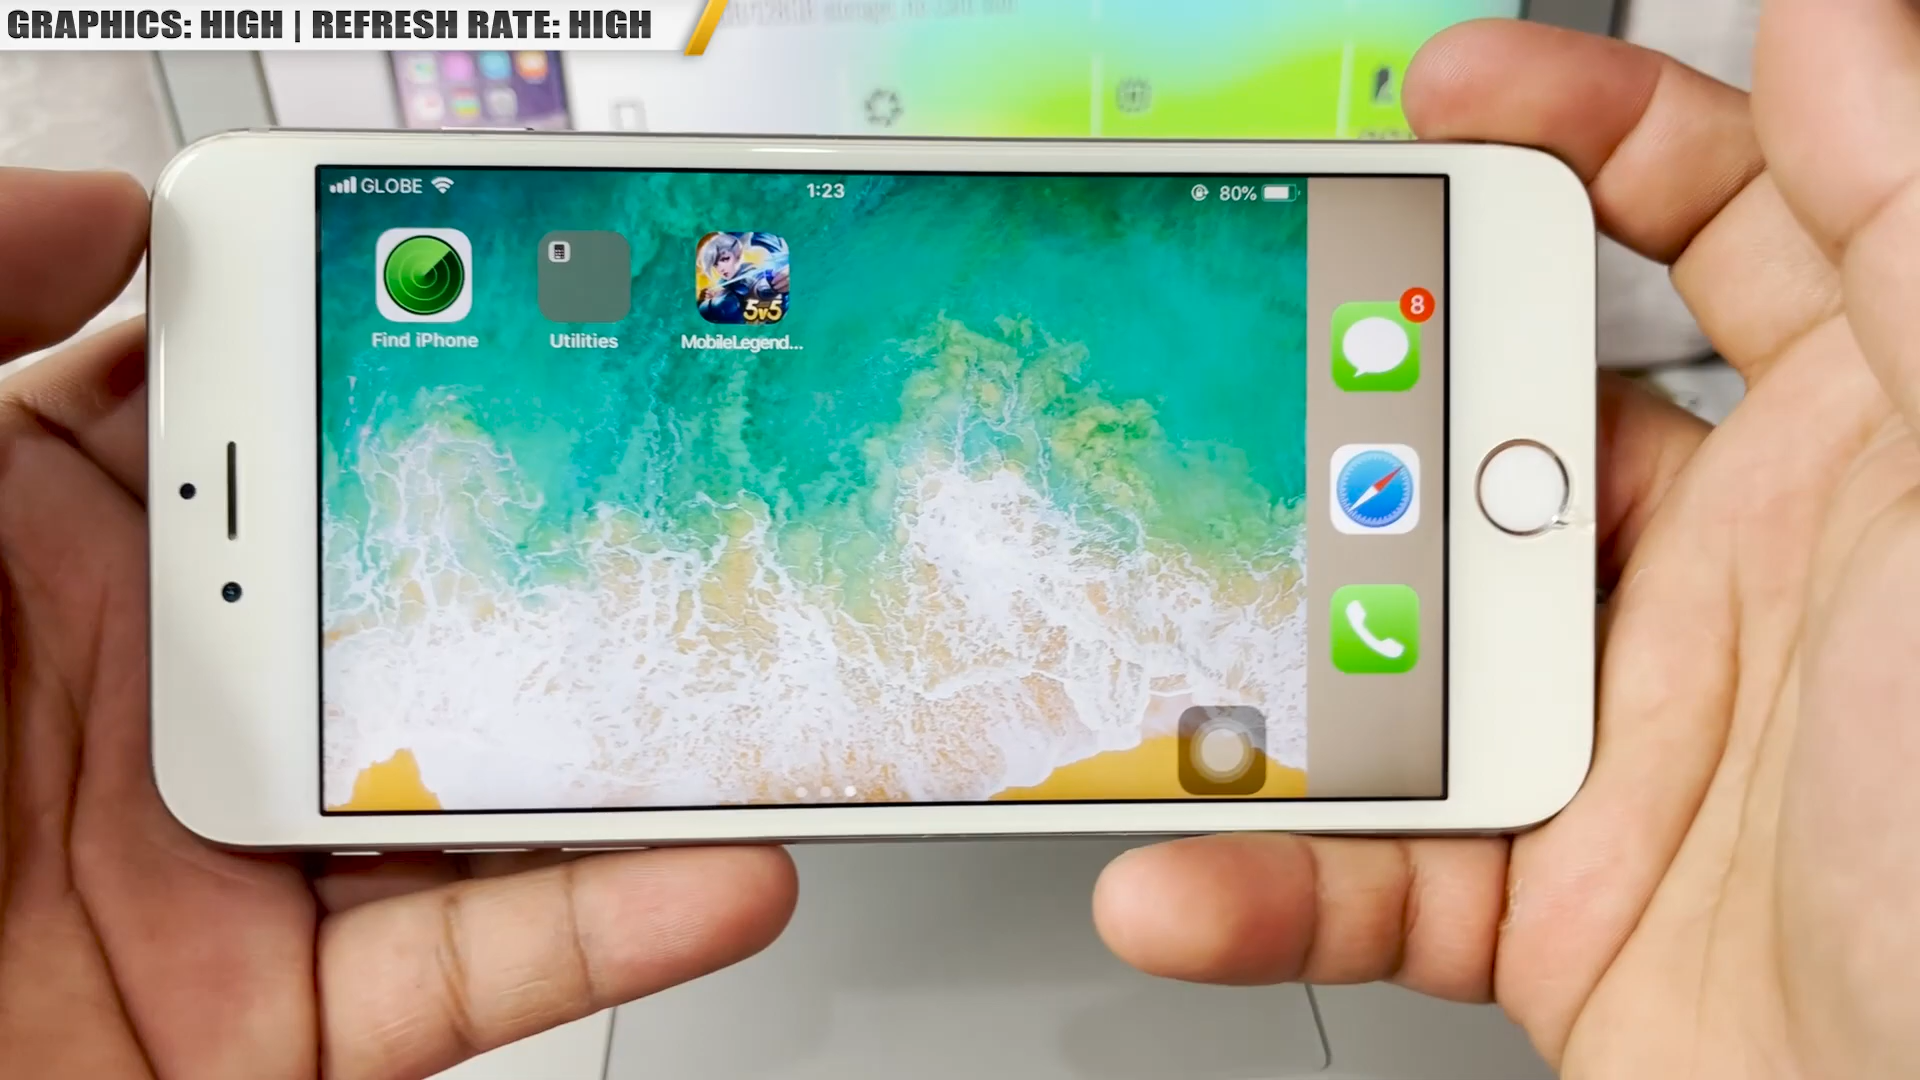 GRAPHICS: HIGH | REFRESH RATE: HIGH
GLOBE
1:23
80%
5v5
Find iPhone
Utilities
MobileLegend...
8